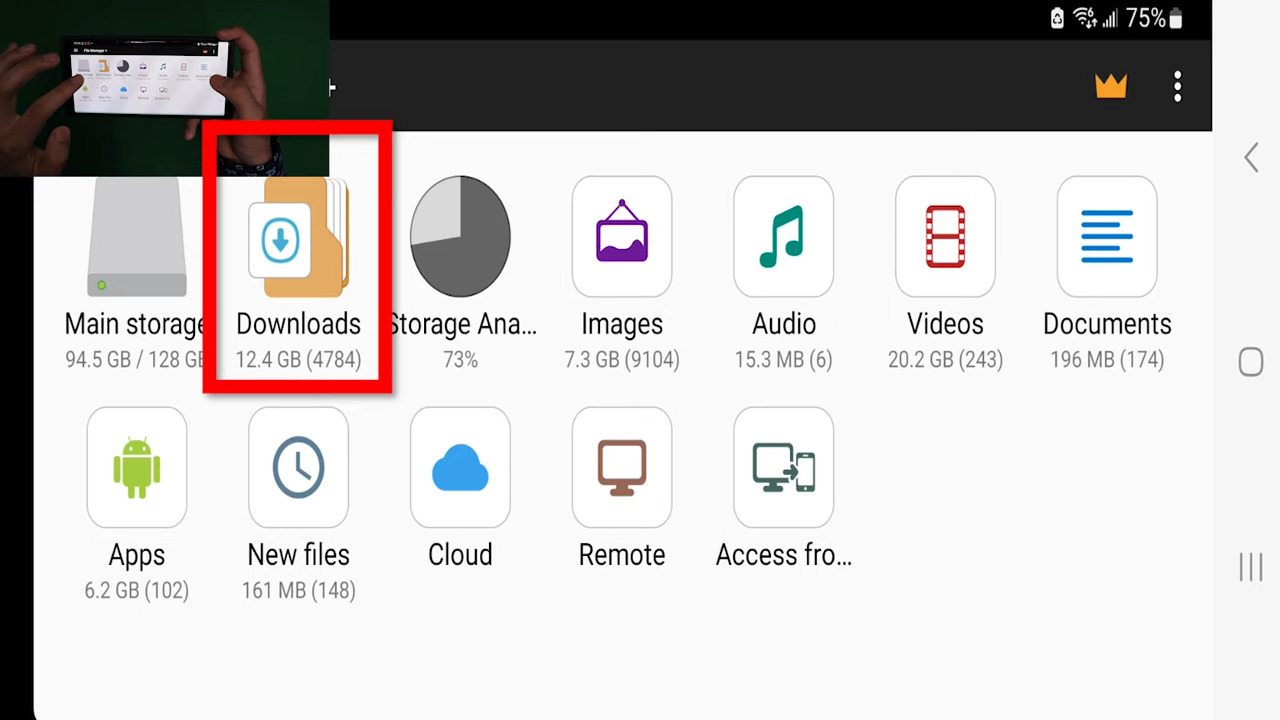 75%
Main storage
94.5 GB / 128 GB
Downloads
12.4 GB (4784)
Storage Ana...
73%
Images
7.3 GB (9104)
Audio
15.3 MB (6)
Videos
20.2 GB (243)
Documents
196 MB (174)
Apps
6.2 GB (102)
New files
161 MB (148)
Cloud
Remote
Access fro...